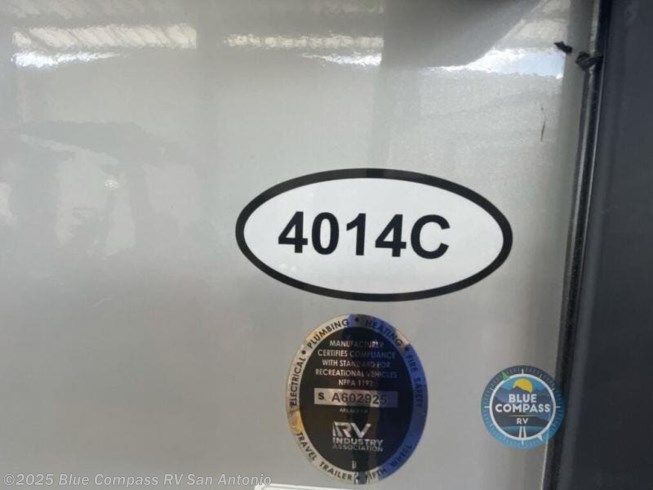 4014C
ELECTRICAL • PLUMBING • HEATING • FIRE SAFETY
MANUFACTURER
CERTIFIES COMPLIANCE
WITH STANDARD FOR
RECREATIONAL VEHICLES
NFPA 1192
S A602925
RV
INDUSTRY
ASSOCIATION
TRAVEL TRAILER • FIFTH WHEEL
BLUE
COMPASS
RV
©2025 Blue Compass RV San Antonio